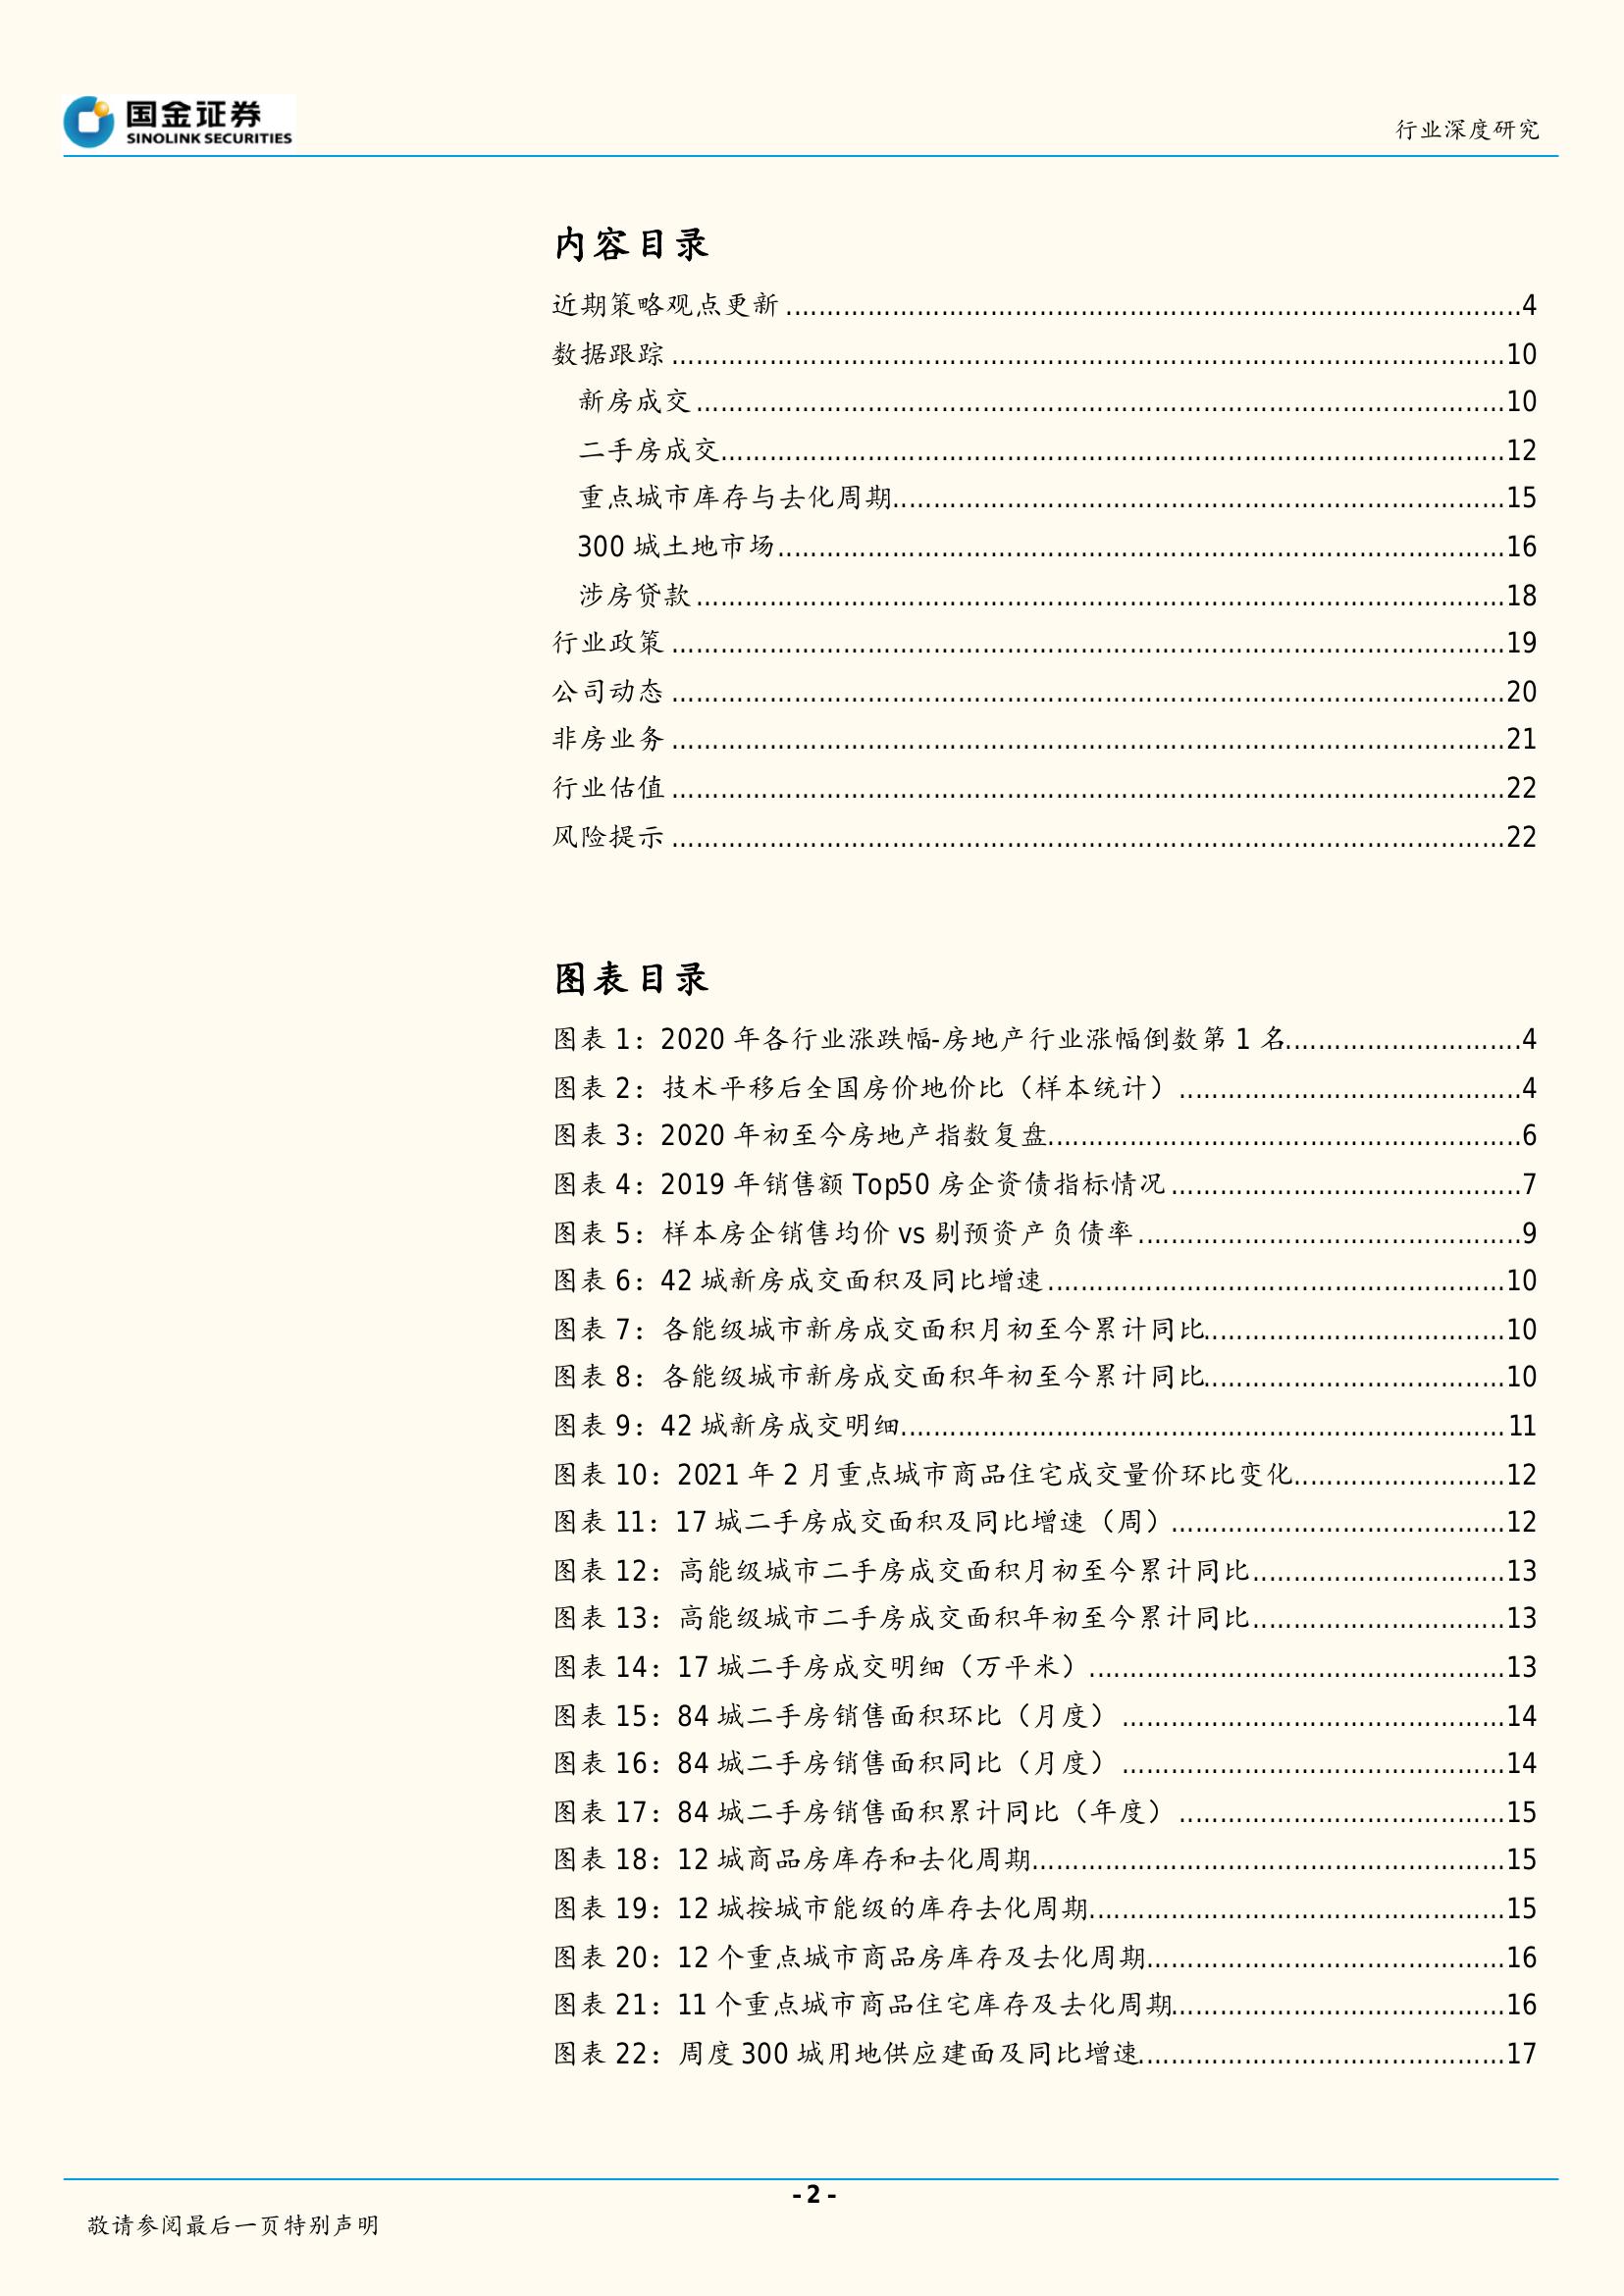 国金证券
SINOLINK SECURITIES
行业深度研究
内容目录
近期策略观点更新....................4
数据跟踪....................10
新房成交....................10
二手房成交....................12
重点城市库存与去化周期....................15
300 城土地市场....................16
涉房贷款....................18
行业政策....................19
公司动态....................20
非房业务....................21
行业估值....................22
风险提示....................22
图表目录
图表 1：2020 年各行业涨跌幅-房地产行业涨幅倒数第 1 名....................4
图表 2：技术平移后全国房价地价比（样本统计）....................4
图表 3：2020 年初至今房地产指数复盘....................6
图表 4：2019 年销售额 Top50 房企资债指标情况....................7
图表 5：样本房企销售均价 vs 剔预资产负债率....................9
图表 6：42 城新房成交面积及同比增速....................10
图表 7：各能级城市新房成交面积月初至今累计同比....................10
图表 8：各能级城市新房成交面积年初至今累计同比....................10
图表 9：42 城新房成交明细....................11
图表 10：2021 年 2 月重点城市商品住宅成交量价环比变化....................12
图表 11：17 城二手房成交面积及同比增速（周）....................12
图表 12：高能级城市二手房成交面积月初至今累计同比....................13
图表 13：高能级城市二手房成交面积年初至今累计同比....................13
图表 14：17 城二手房成交明细（万平米）....................13
图表 15：84 城二手房销售面积环比（月度）....................14
图表 16：84 城二手房销售面积同比（月度）....................14
图表 17：84 城二手房销售面积累计同比（年度）....................15
图表 18：12 城商品房库存和去化周期....................15
图表 19：12 城按城市能级的库存去化周期....................15
图表 20：12 个重点城市商品房库存及去化周期....................16
图表 21：11 个重点城市商品住宅库存及去化周期....................16
图表 22：周度 300 城用地供应建面及同比增速....................17
- 2 -
敬请参阅最后一页特别声明